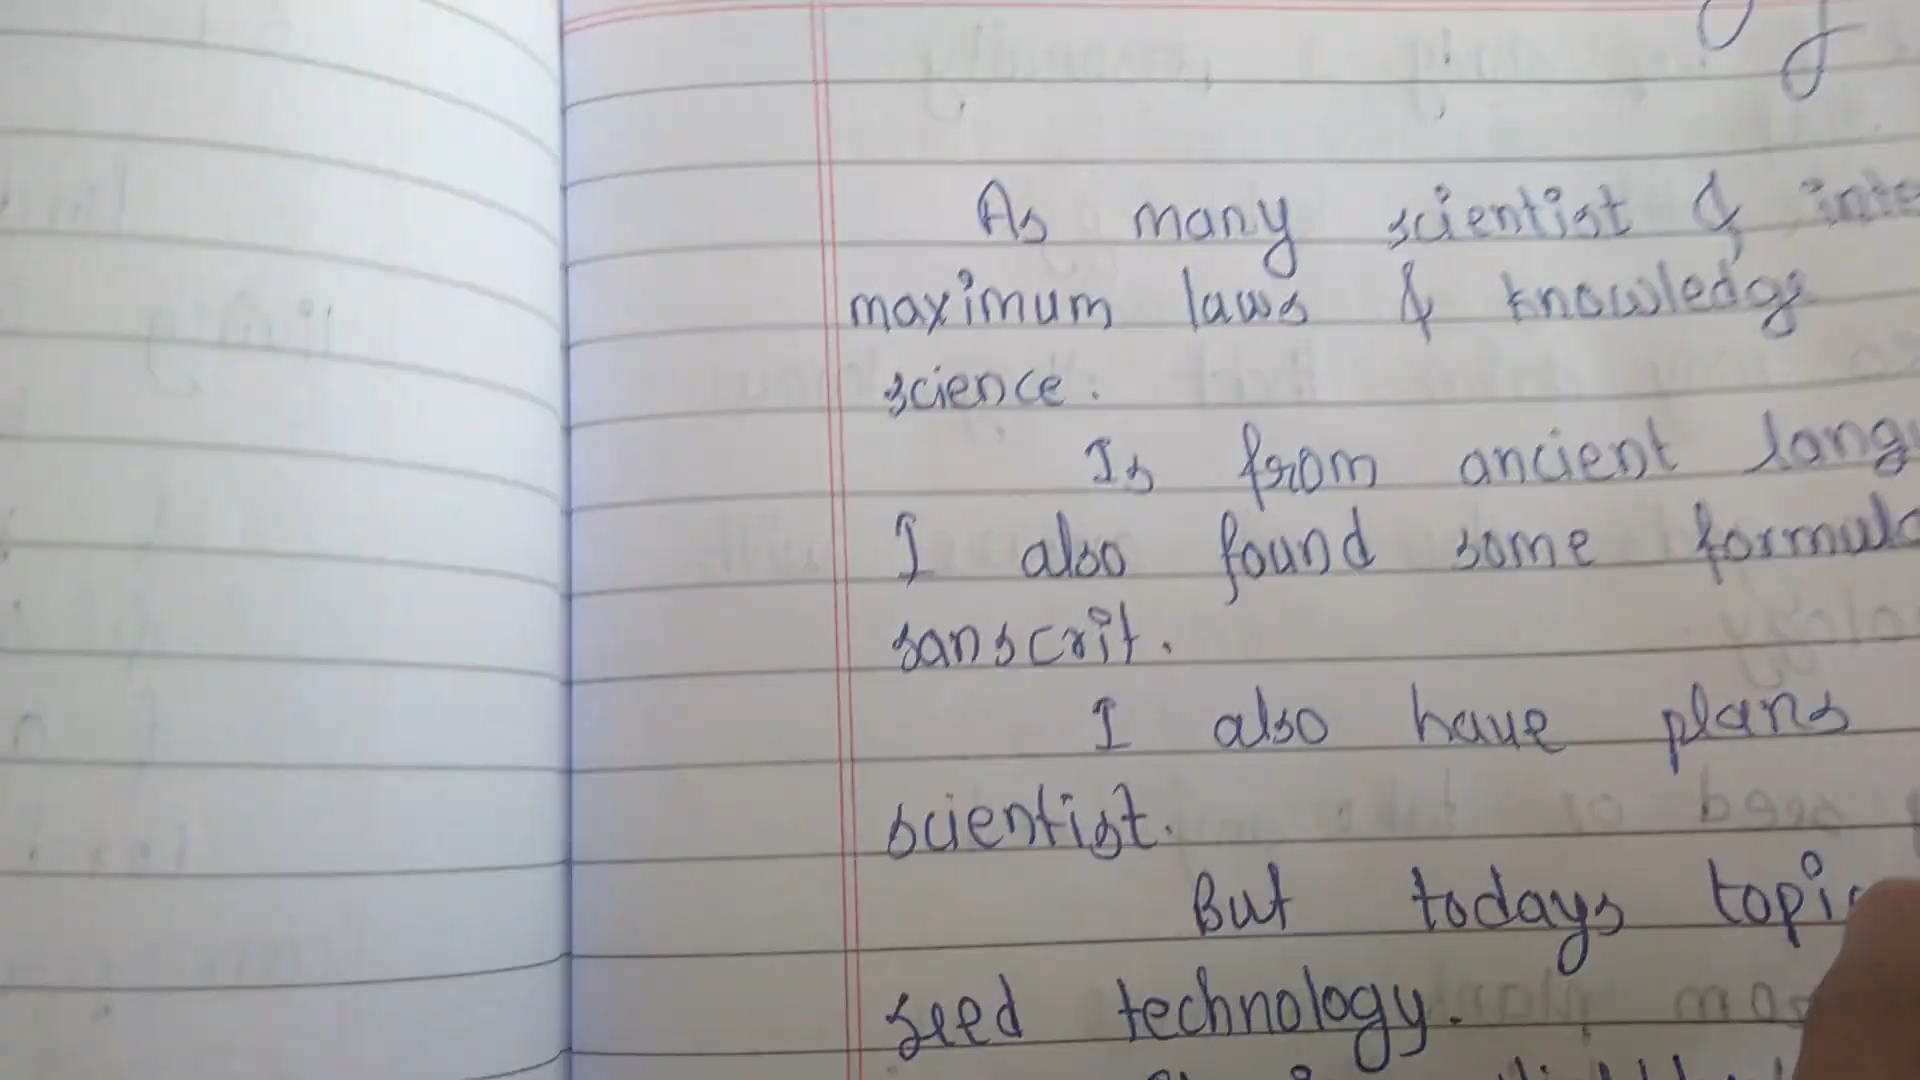 As many scientist &
maximum laws & knowledge
science.
Is from ancient
I also found some
sanscrit.
I also have plans
scientist.
But todays
seed technology.